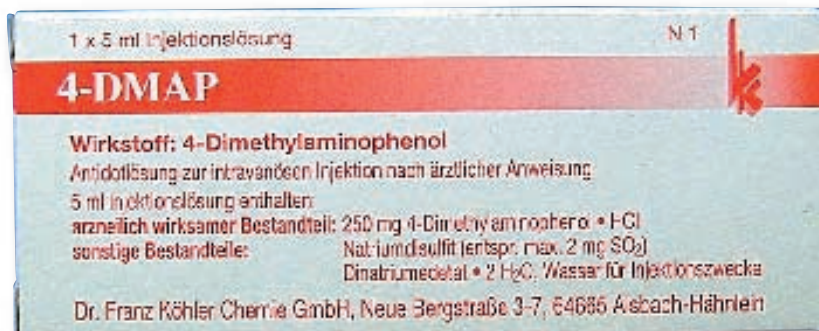 1 x 5 ml Injektionslösung
N 1
4-DMAP
Wirkstoff: 4-Dimethylaminophenol
Antidotlösung zur intravenösen Injektion nach ärztlicher Anweisung
5 ml Injektionslösung enthalten:
arzneilich wirksamer Bestandteil: 250 mg 4-Dimethylaminophenol • HCl
sonstige Bestandteile: Natriumdisulfit (entspr. max. 2 mg SO₂)
Dinatriumedetat • 2 H₂O, Wasser für Injektionszwecke
Dr. Franz Köhler Chemie GmbH, Neue Bergstraße 3-7, 64665 Alsbach-Hähnlein